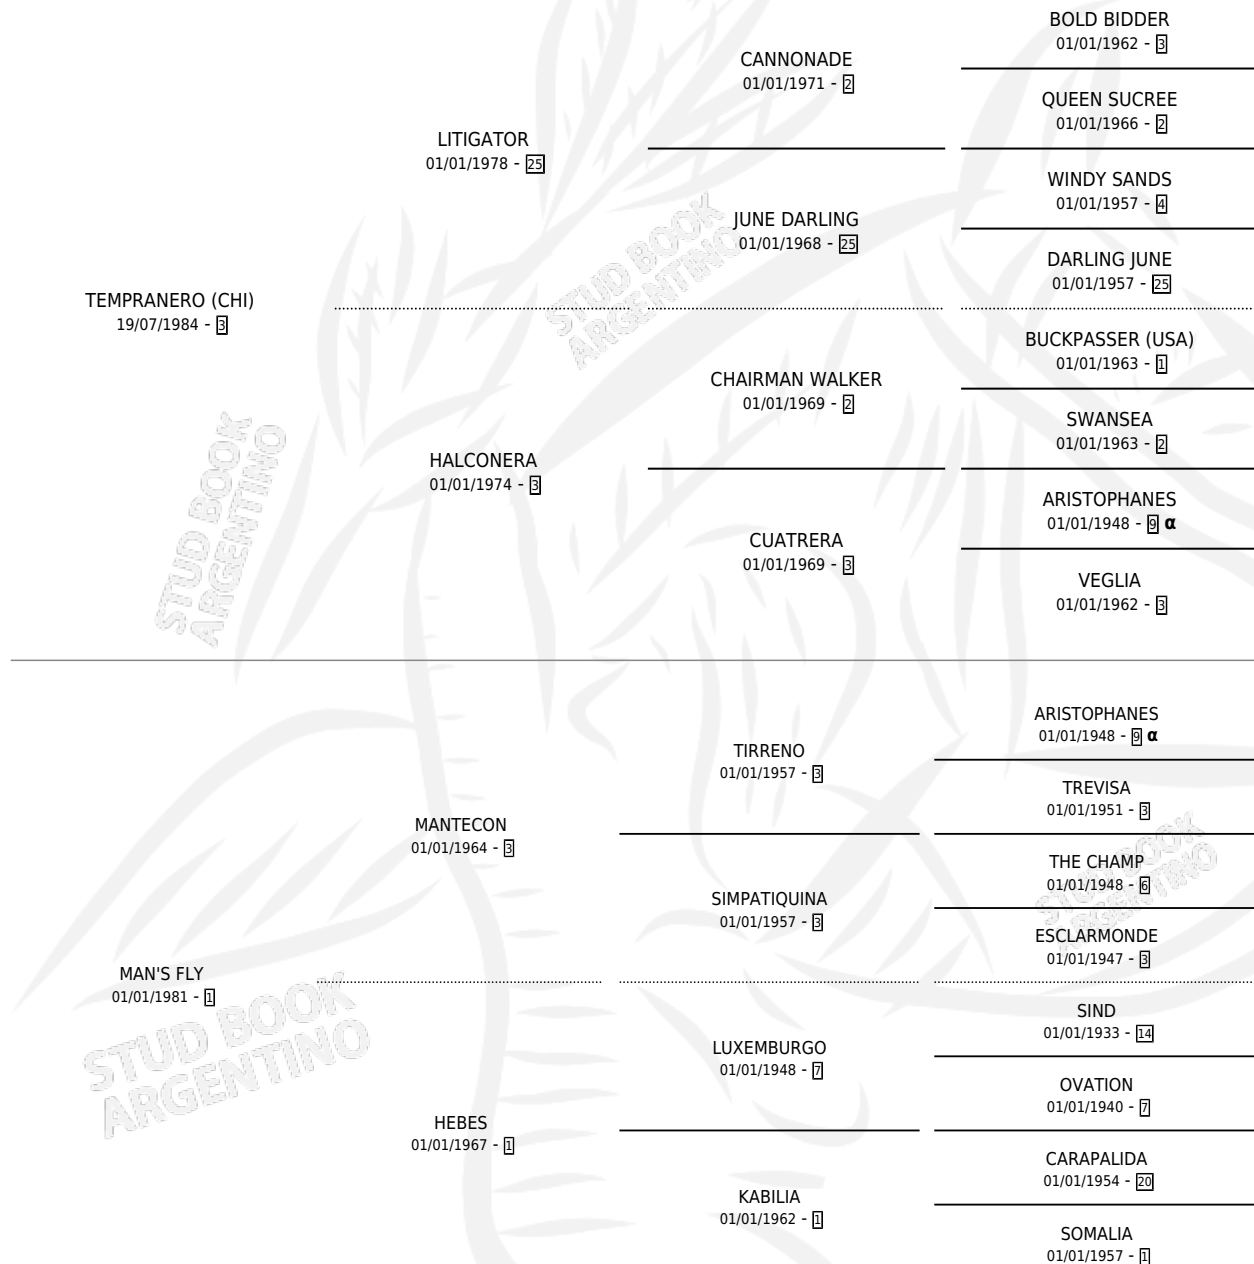 BOLD BIDDER
01/01/1962 - 3
CANNONADE
01/01/1971 - 2
QUEEN SUCREE
01/01/1966 - 2
LITIGATOR
01/01/1978 - 25
WINDY SANDS
01/01/1957 - 4
JUNE DARLING
01/01/1968 - 25
DARLING JUNE
01/01/1957 - 25
TEMPRANERO (CHI)
19/07/1984 - 3
BUCKPASSER (USA)
01/01/1963 - 1
CHAIRMAN WALKER
01/01/1969 - 2
SWANSEA
01/01/1963 - 2
HALCONERA
01/01/1974 - 3
ARISTOPHANES
01/01/1948 - 9 α
CUATRERA
01/01/1969 - 3
VEGLIA
01/01/1962 - 3
ARISTOPHANES
01/01/1948 - 9 α
TIRRENO
01/01/1957 - 3
TREVISA
01/01/1951 - 3
MANTECON
01/01/1964 - 3
THE CHAMP
01/01/1948 - 6
SIMPATIQUINA
01/01/1957 - 3
ESCLARMONDE
01/01/1947 - 3
MAN'S FLY
01/01/1981 - 1
SIND
01/01/1933 - 14
LUXEMBURGO
01/01/1948 - 7
OVATION
01/01/1940 - 7
HEBES
01/01/1967 - 1
CARAPALIDA
01/01/1954 - 20
KABILIA
01/01/1962 - 1
SOMALIA
01/01/1957 - 1
STUD BOOK
ARGENTINO
STUD BOOK
ARGENTINO
STUD BOOK
ARGENTINO
STUD BOOK
ARGENTINO